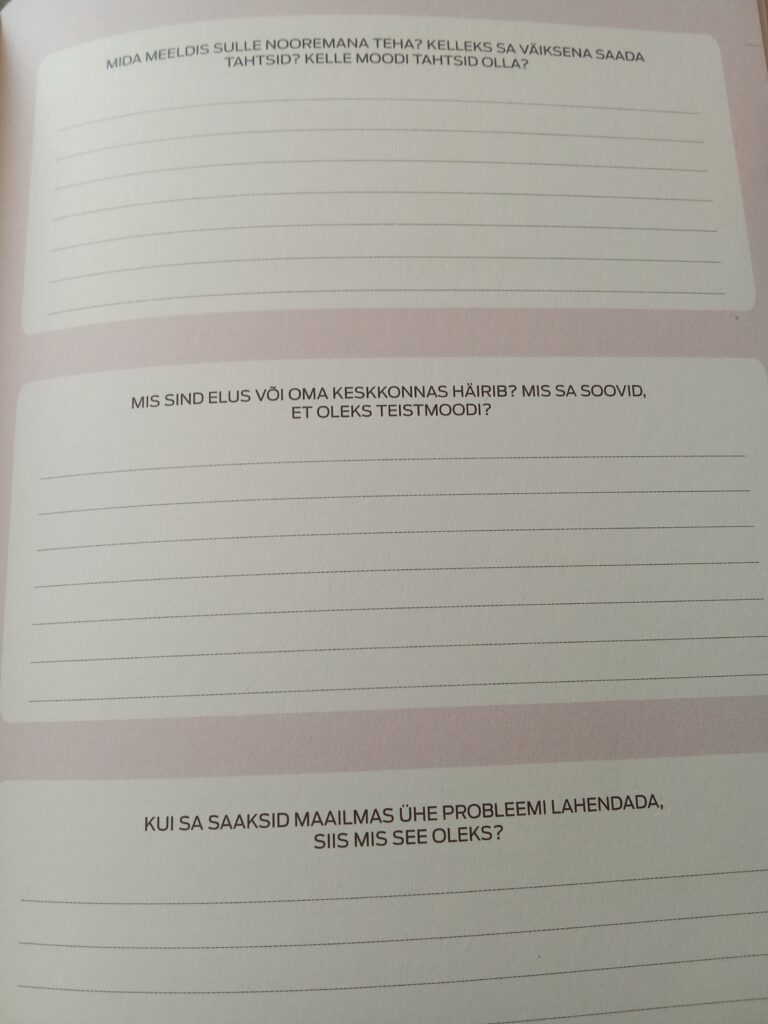 MIDA MEELDIS SULLE NOOREMANA TEHA? KELLEKS SA VÄIKSENA SAADA
TAHTSID? KELLE MOODI TAHTSID OLLA?
MIS SIND ELUS VÕI OMA KESKKONNAS HÄIRIB? MIS SA SOOVID,
ET OLEKS TEISTMOODI?
KUI SA SAAKSID MAAILMAS ÜHE PROBLEEMI LAHENDADA,
SIIS MIS SEE OLEKS?